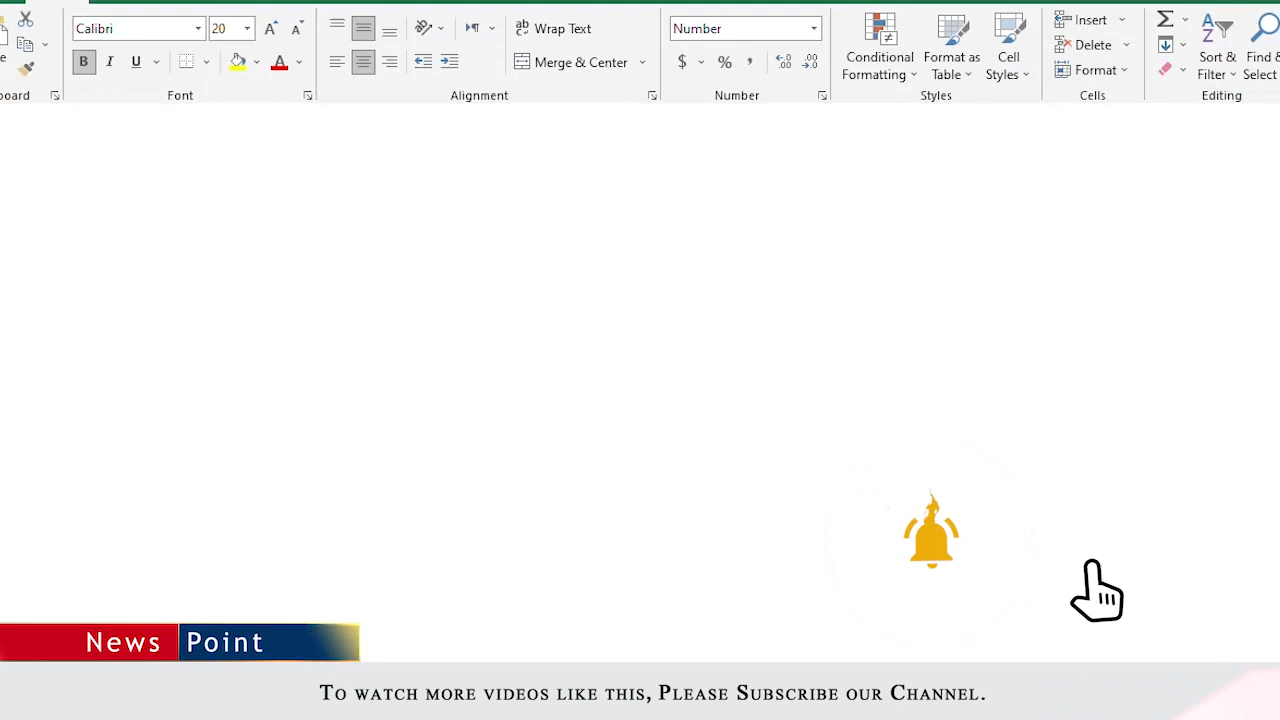 Calibri 20 Wrap Text Number Insert
B I U Merge & Center $ % Conditional Formatting Format as Table Cell Styles Delete Sort & Filter Find & Select
Format
board Font Alignment Number Styles Cells Editing
News Point
To watch more videos like this, Please Subscribe our Channel.